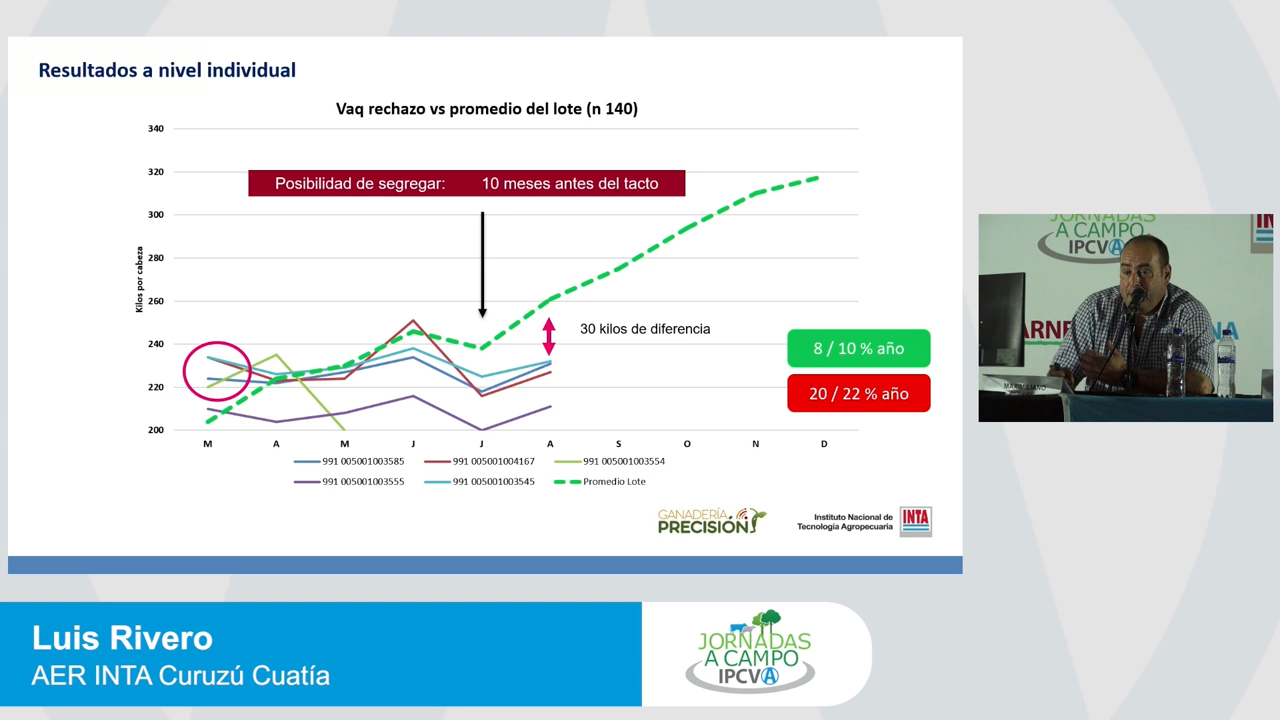 Resultados a nivel individual
Vaq rechazo vs promedio del lote (n 140)
Kilos por cabeza
340
320
300
280
260
240
220
200
Posibilidad de segregar: 10 meses antes del tacto
30 kilos de diferencia
8 / 10 % año
20 / 22 % año
M A M J J A S O N D
991 005001003585 991 005001004167 991 005001003554
991 005001003555 991 005001003545 Promedio Lote
GANADERÍA
PRECISIÓN
Instituto Nacional de
Tecnología Agropecuaria
INTA
JORNADAS
A CAMPO
IPCVA
ARNE
NA
MAXIMILIANO
Luis Rivero
AER INTA Curuzú Cuatía
JORNADAS
A CAMPO
IPCVA